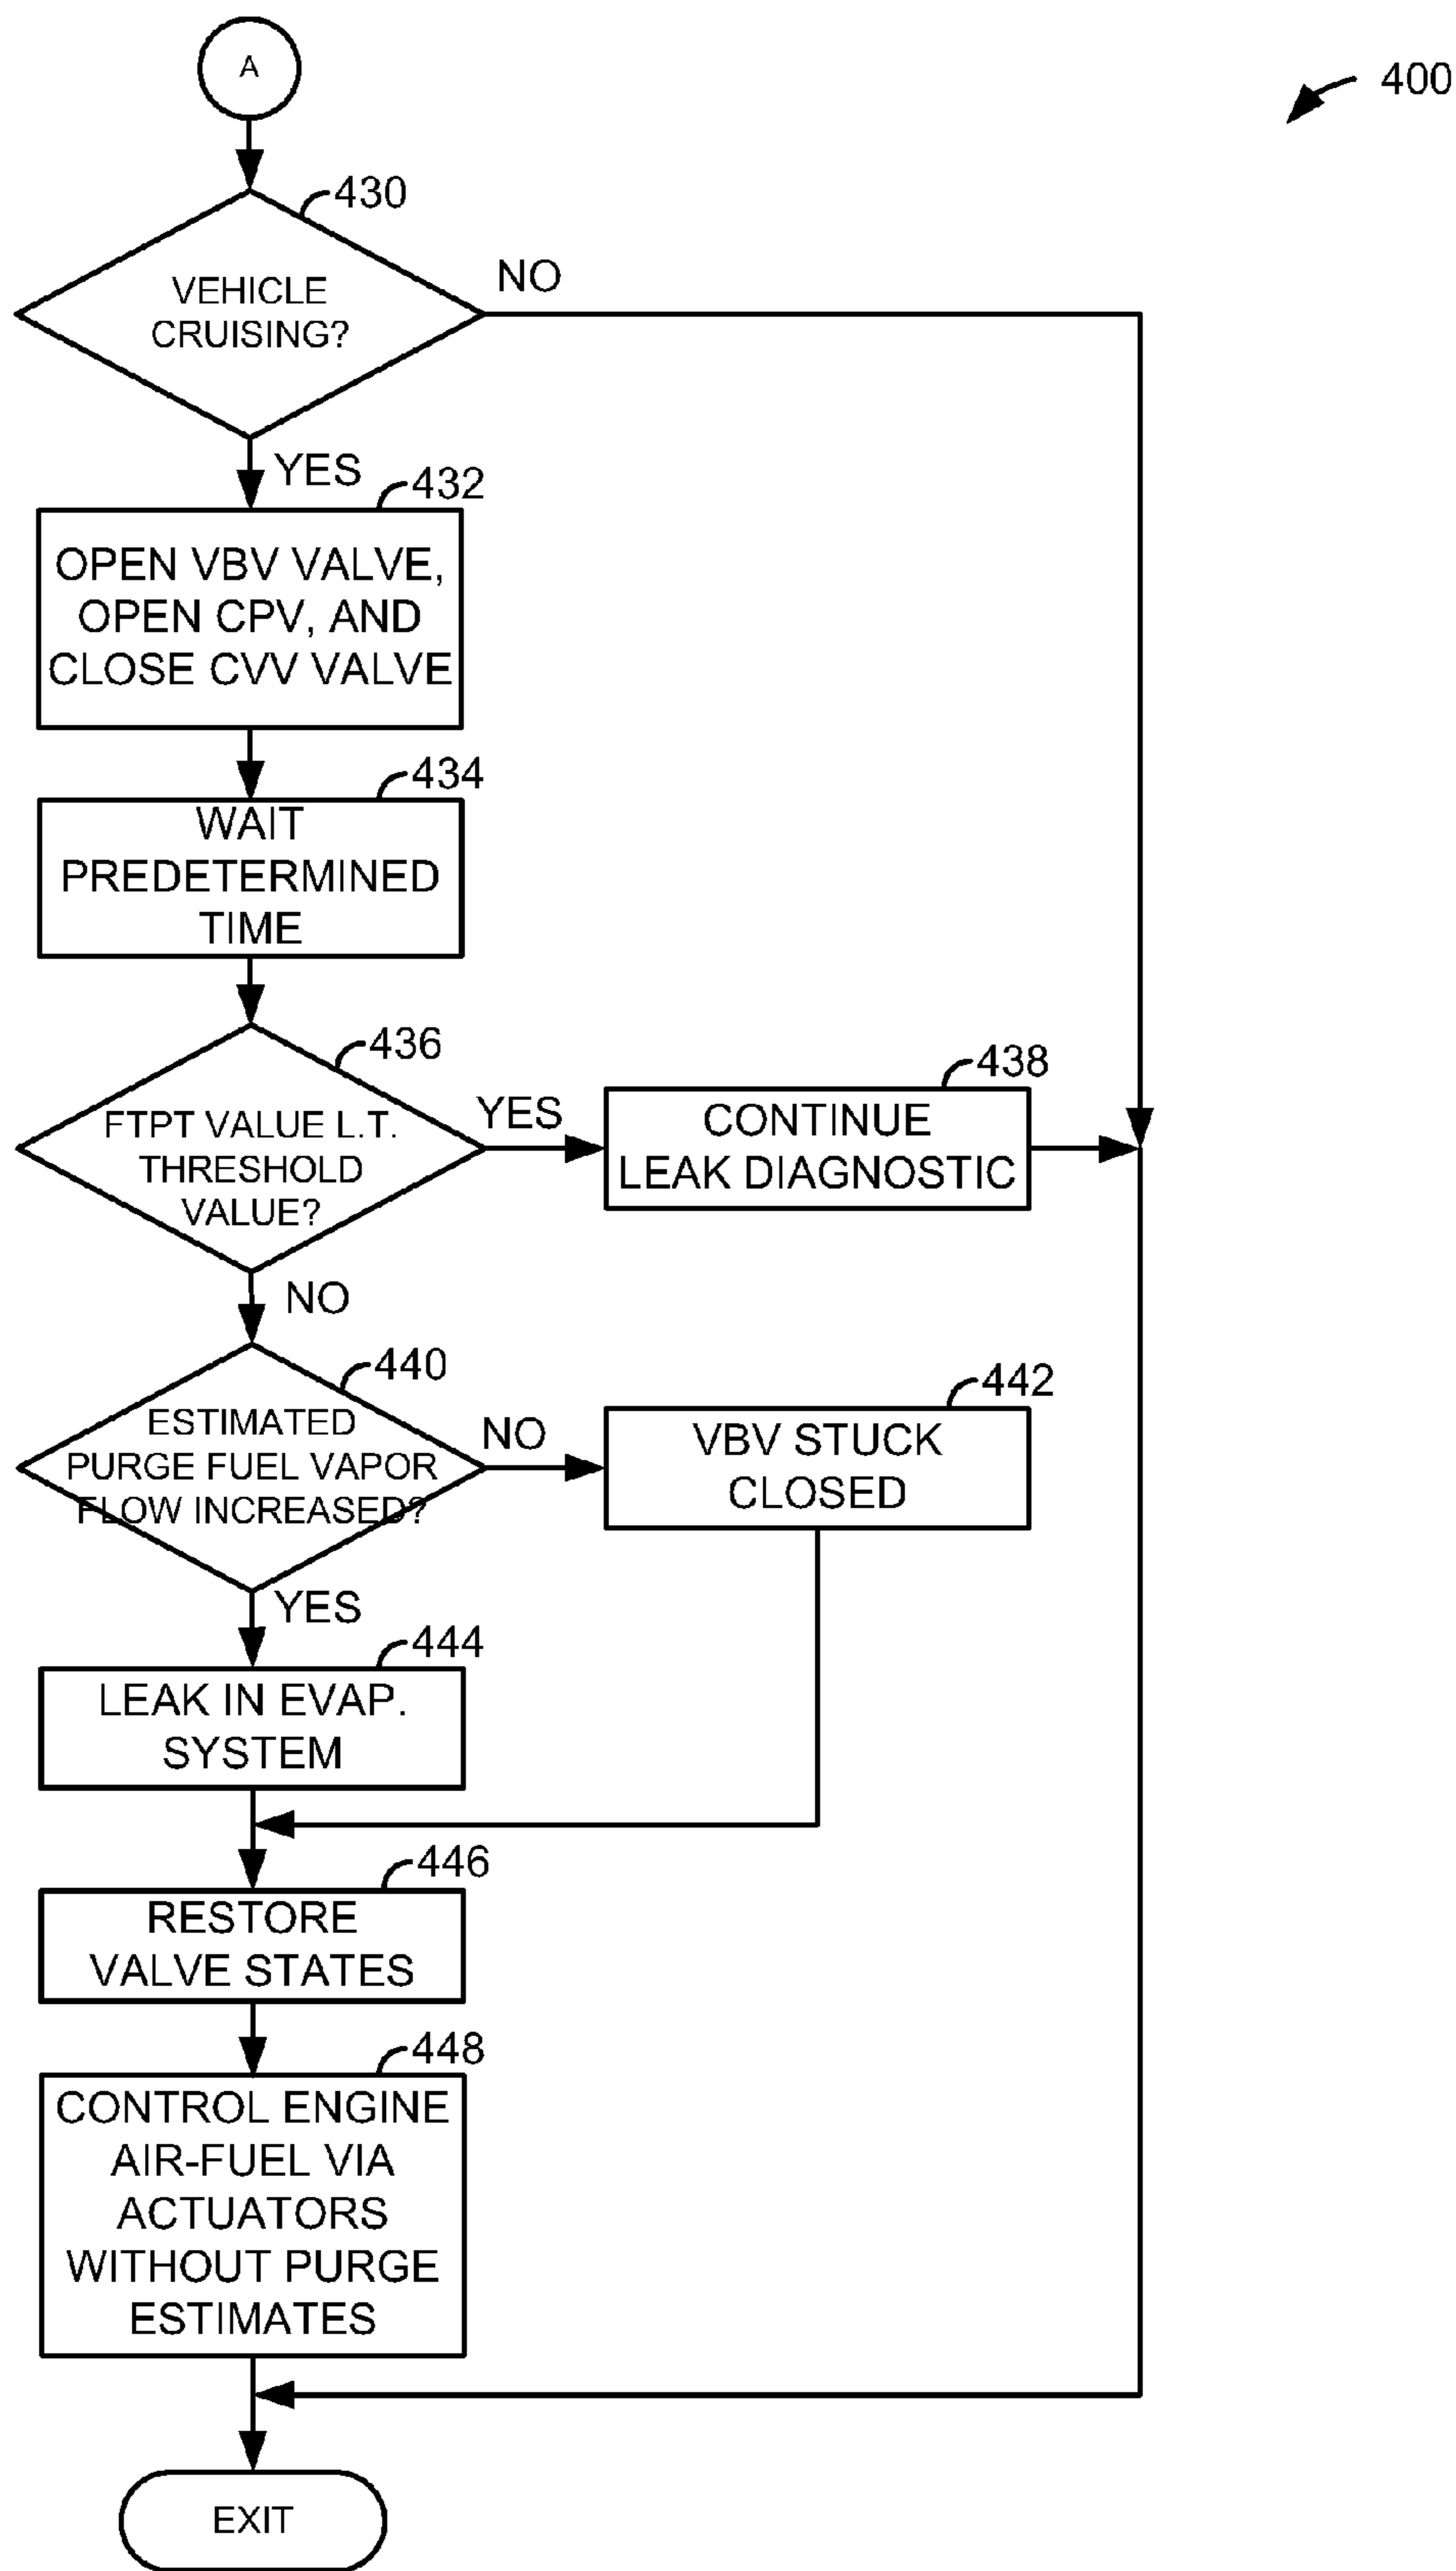 A
400
430
VEHICLE
CRUISING?
NO
YES
432
OPEN VBV VALVE,
OPEN CPV, AND
CLOSE CVV VALVE
434
WAIT
PREDETERMINED
TIME
436
FTPT VALUE L.T.
THRESHOLD
VALUE?
YES
438
CONTINUE
LEAK DIAGNOSTIC
NO
440
ESTIMATED
PURGE FUEL VAPOR
FLOW INCREASED?
NO
442
VBV STUCK
CLOSED
YES
444
LEAK IN EVAP.
SYSTEM
446
RESTORE
VALVE STATES
448
CONTROL ENGINE
AIR-FUEL VIA
ACTUATORS
WITHOUT PURGE
ESTIMATES
EXIT